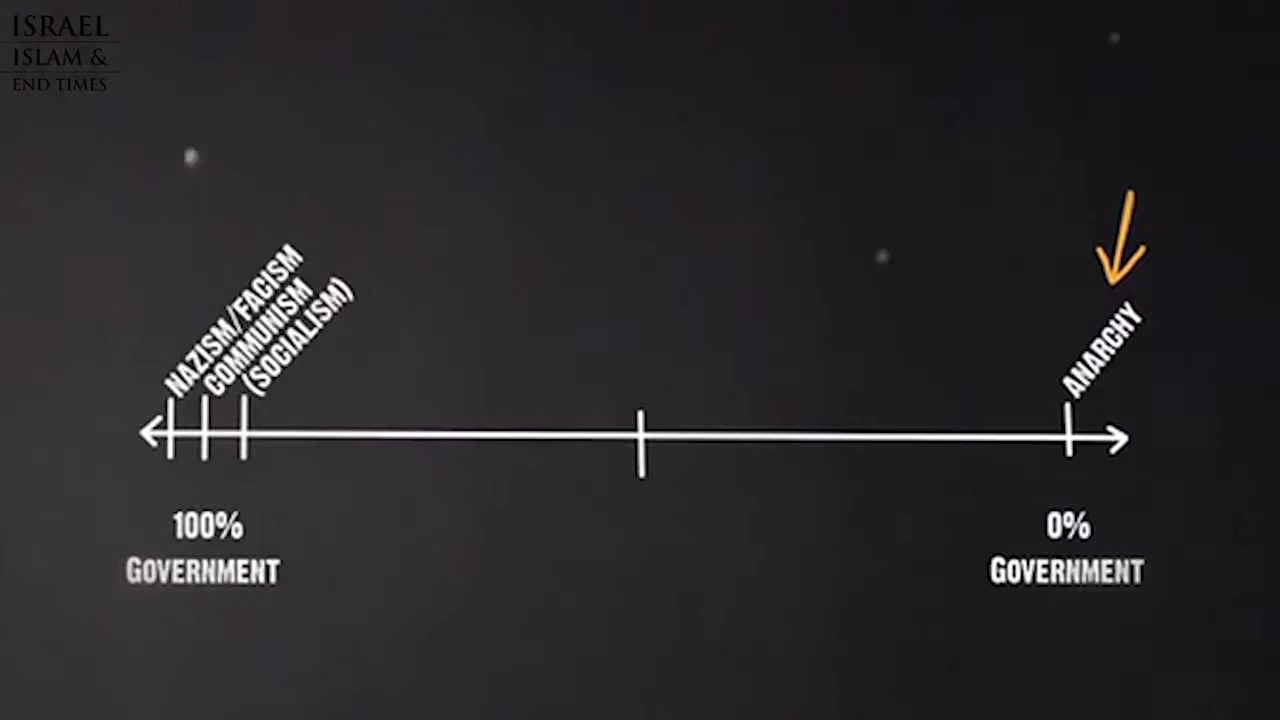 ISRAEL
ISLAM &
END TIMES
NAZISM/FACISM
COMMUNISM
(SOCIALISM)
ANARCHY
100%
GOVERNMENT
0%
GOVERNMENT